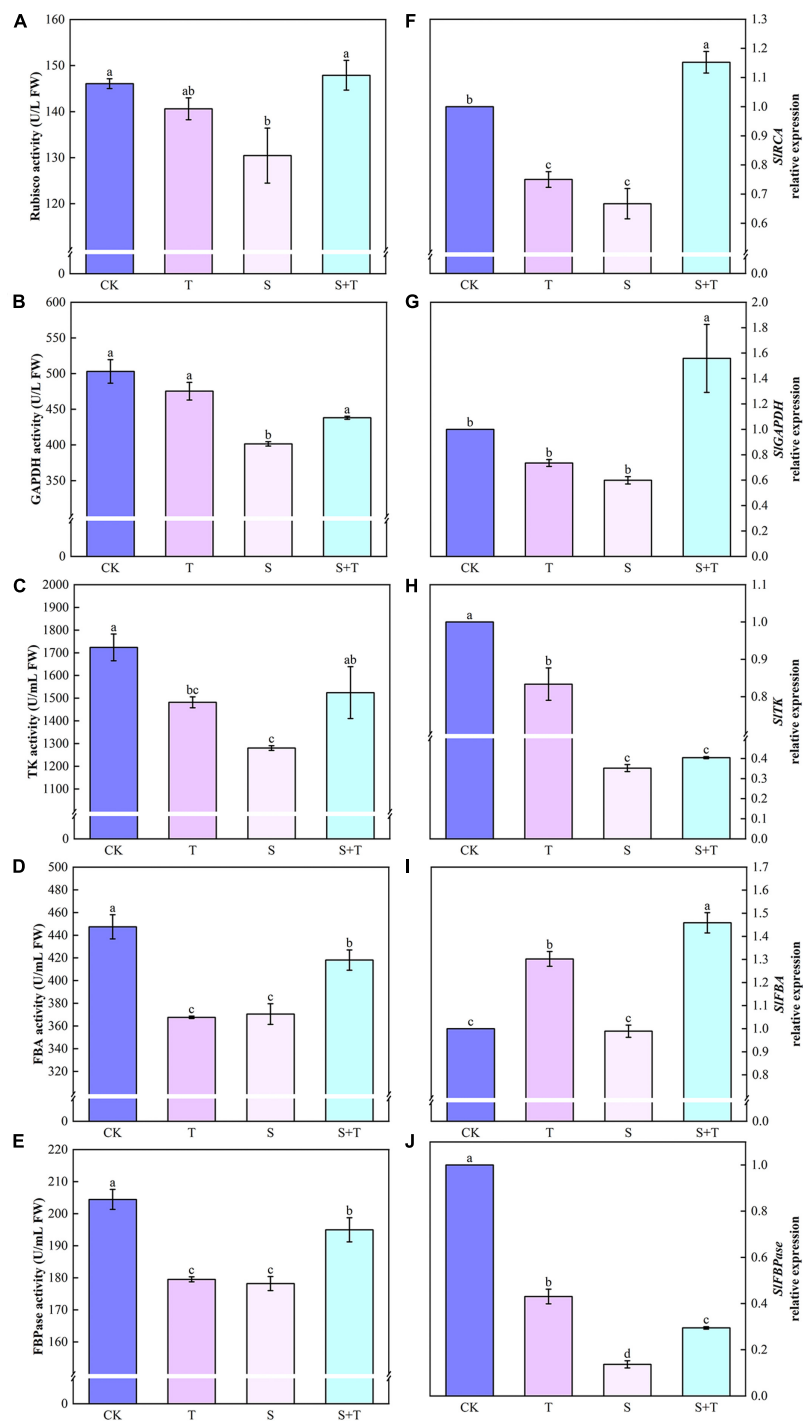 A
Rubisco activity (U/L FW)
160
150
140
130
120
0
a
ab
b
a
CK
T
S
S+T
F
SlRCA
relative expression
1.3
1.2
1.1
1.0
0.9
0.8
0.7
0.6
0.0
b
c
c
a
CK
T
S
S+T
B
GAPDH activity (U/L FW)
600
550
500
450
400
350
0
a
a
b
a
CK
T
S
S+T
G
SlGAPDH
relative expression
2.0
1.8
1.6
1.4
1.2
1.0
0.8
0.6
0.4
0.2
0.0
b
b
b
a
CK
T
S
S+T
C
TK activity (U/mL FW)
2000
1900
1800
1700
1600
1500
1400
1300
1200
1100
0
a
bc
c
ab
CK
T
S
S+T
H
SlTK
relative expression
1.1
1.0
0.9
0.8
0.4
0.3
0.2
0.1
0.0
a
b
c
c
CK
T
S
S+T
D
FBA activity (U/mL FW)
500
480
460
440
420
400
380
360
340
320
0
a
c
c
b
CK
T
S
S+T
I
SlFBA
relative expression
1.7
1.6
1.5
1.4
1.3
1.2
1.1
1.0
0.9
0.8
0.0
c
b
c
a
CK
T
S
S+T
E
FBPase activity (U/mL FW)
220
210
200
190
180
170
160
0
a
c
c
b
CK
T
S
S+T
J
SlFBPase
relative expression
1.0
0.8
0.6
0.4
0.2
0.0
a
b
d
c
CK
T
S
S+T